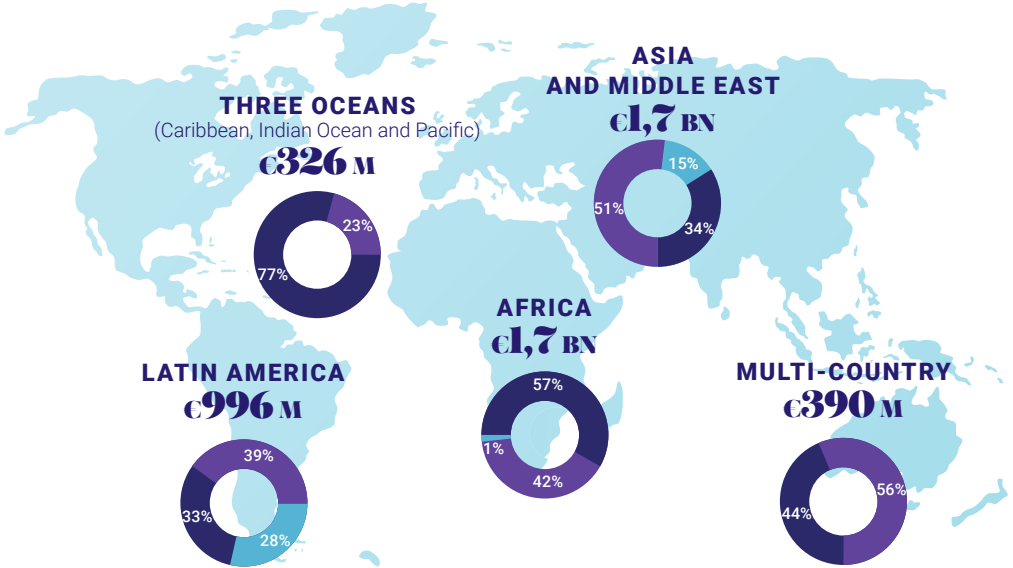 THREE OCEANS
(Caribbean, Indian Ocean and Pacific)
€326 M
23%
77%
ASIA
AND MIDDLE EAST
€1,7 BN
15%
51%
34%
AFRICA
€1,7 BN
57%
1%
42%
LATIN AMERICA
€996 M
39%
33%
28%
MULTI-COUNTRY
€390 M
56%
44%